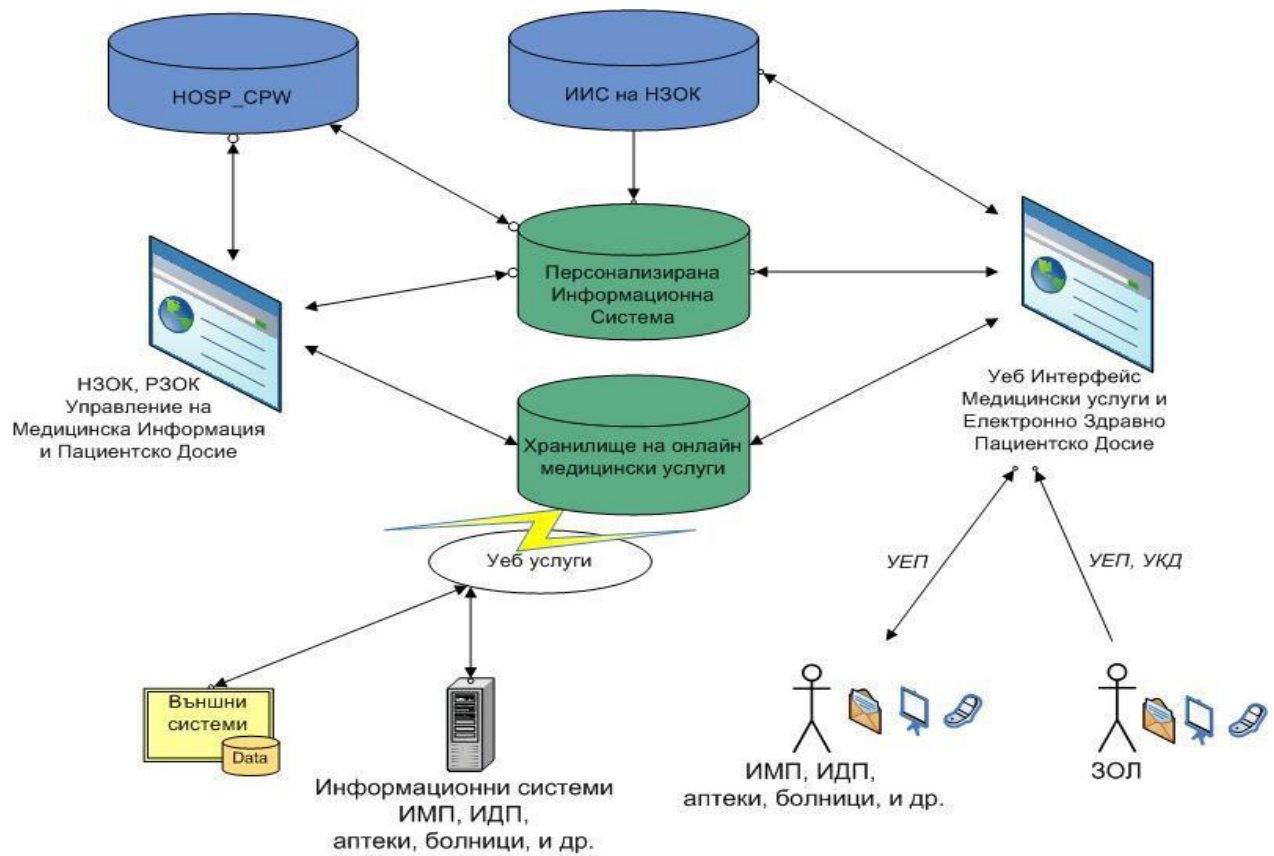 HOSP_CPW
ИИС на НЗОК
Персонализирана
Информационна
Система
НЗОК, РЗОК
Управление на
Медицинска Информация
и Пациентско Досие
Уеб Интерфейс
Медицински услуги и
Електронно Здравно
Пациентско Досие
Хранилище на онлайн
медицински услуги
Уеб услуги
УЕП
УЕП, УКД
Външни
системи
Data
Информационни системи
ИМП, ИДП,
аптеки, болници, и др.
ИМП, ИДП,
аптеки, болници, и др.
ЗОЛ